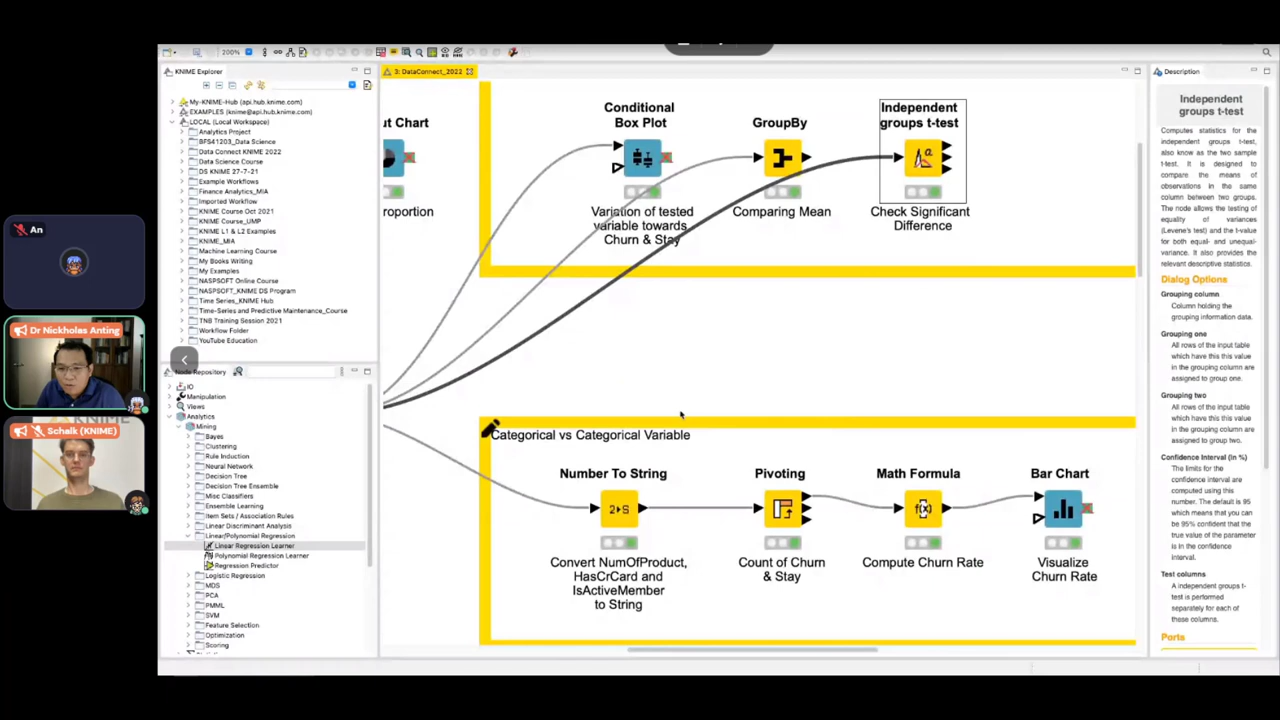 200%
KNIME Explorer
3: DataConnect_2022
Description
My-KNIME-Hub (api.hub.knime.com)
EXAMPLES (knime@api.hub.knime.com)
LOCAL (Local Workspace)
Analytics Project
BFS41203_Data Science
Data Connect KNIME 2022
Data Science Course
DS KNIME 27-7-21
Example Workflows
Finance Analytics_MIA
Imported Workflow
KNIME Course Oct 2021
KNIME Course_UMP
KNIME L1 & L2 Examples
KNIME_MIA
Machine Learning Course
My Books Writing
My Examples
NASPSOFT Online Course
NASPSOFT_KNIME DS Program
Time Series_KNIME Hub
Time-Series and Predictive Maintenance_Course
TNB Training Session 2021
Workflow Folder
YouTube Education
Node Repository
IO
Manipulation
Views
Analytics
Mining
Bayes
Clustering
Rule Induction
Neural Network
Decision Tree
Decision Tree Ensemble
Misc Classifiers
Ensemble Learning
Item Sets / Association Rules
Linear Discriminant Analysis
Linear/Polynomial Regression
Linear Regression Learner
Polynomial Regression Learner
Regression Predictor
Logistic Regression
MDS
PCA
PMML
SVM
Feature Selection
Optimization
Scoring
An
Dr Nickholas Anting
Schalk (KNIME)
ut Chart
roportion
Conditional
Box Plot
Variation of tested
variable towards
Churn & Stay
GroupBy
Comparing Mean
Independent
groups t-test
Check Significant
Difference
Categorical vs Categorical Variable
Number To String
2▸S
Convert NumOfProduct,
HasCrCard and
IsActiveMember
to String
Pivoting
Count of Churn
& Stay
Math Formula
f(x)
Compute Churn Rate
Bar Chart
Visualize
Churn Rate
Independent
groups t-test
Computes statistics for the
independent groups t-test,
also know as the two sample
t-test. It is designed to
compare the means of
observations in the same
column between two groups.
The node allows the testing of
equality of variances
(Levene's test) and the t-value
for both equal- and unequal-
variance. It also provides the
relevant descriptive statistics.
Dialog Options
Grouping column
Column holding the
grouping information data.
Grouping one
All rows of the input table
which have this this value
in the grouping column are
assigned to group one.
Grouping two
All rows of the input table
which have this value in
the grouping column are
assigned to group two.
Confidence Interval (in %)
The limits for the
confidence interval are
computed using this
number. The default is 95
which means that you can
be 95% confident that the
true value of the parameter
is in the confidence
interval.
Test columns
A independent groups t-
test is performed
separately for each of
these columns.
Ports